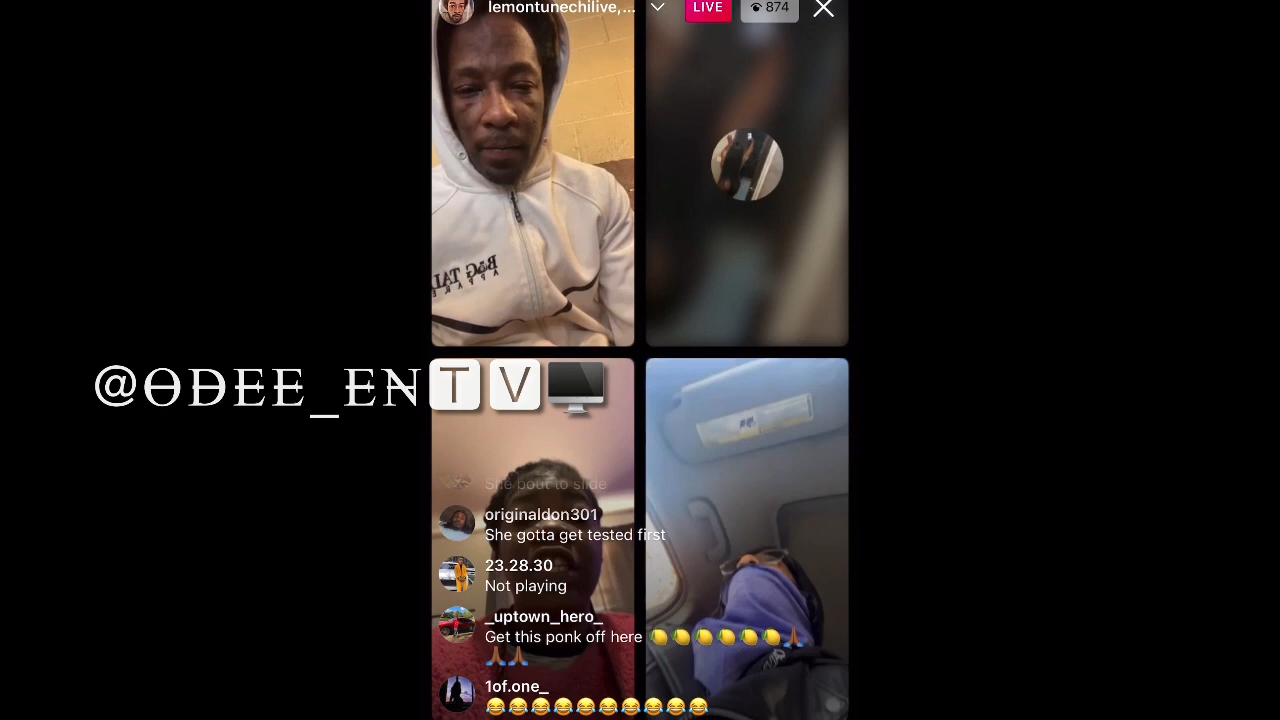 lemontunechilive,...
LIVE
874
@ODEE_ENTV
She bout to slide
originaldon301
She gotta get tested first
23.28.30
Not playing
_uptown_hero_
Get this ponk off here 🍋🍋🍋🍋🍋🍋🙏🏾
🙏🏾🙏🏾
1of.one_
😂😂😂😂😂😂😂😂😂😂